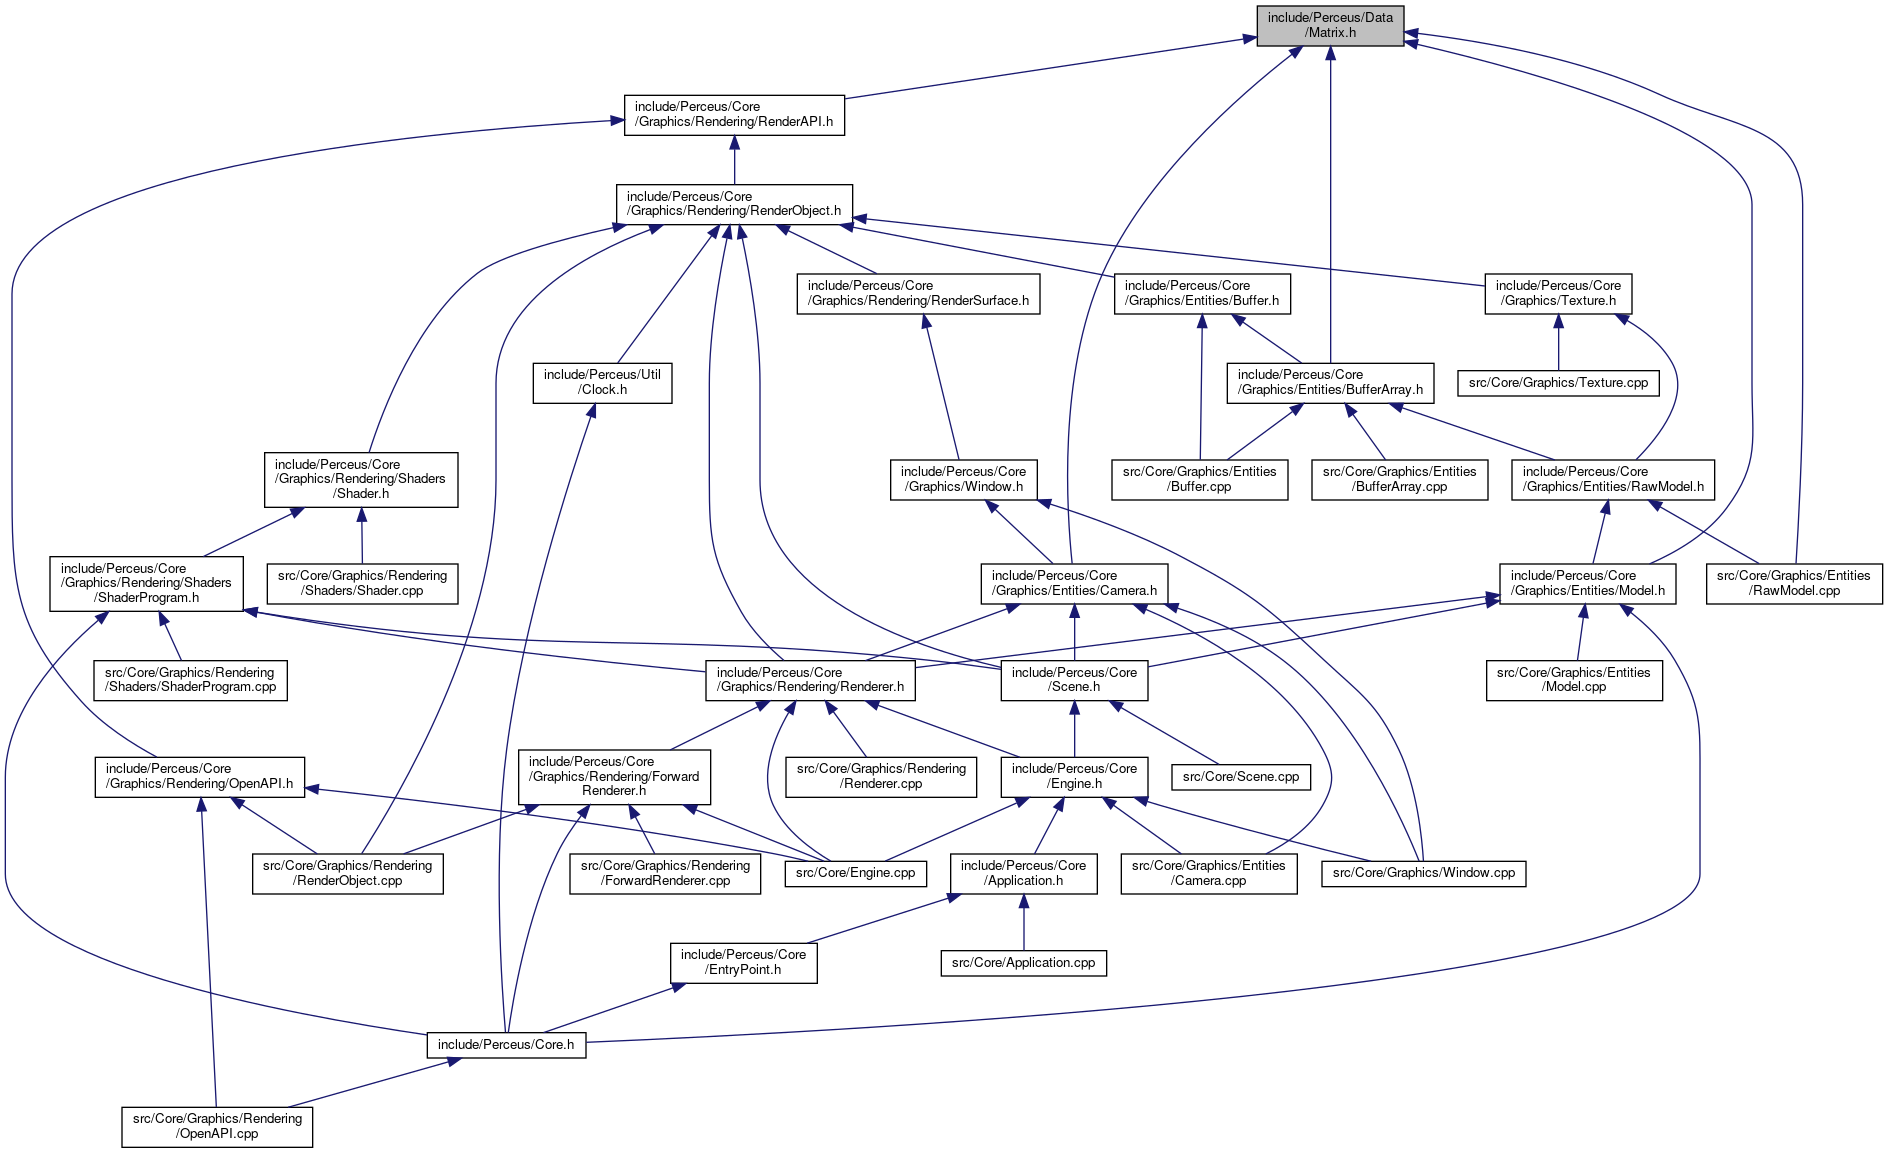 include/Perceus/Data
/Matrix.h
include/Perceus/Core
/Graphics/Rendering/RenderAPI.h
include/Perceus/Core
/Graphics/Rendering/RenderObject.h
include/Perceus/Core
/Graphics/Rendering/RenderSurface.h
include/Perceus/Core
/Graphics/Entities/Buffer.h
include/Perceus/Core
/Graphics/Texture.h
include/Perceus/Util
/Clock.h
include/Perceus/Core
/Graphics/Entities/BufferArray.h
src/Core/Graphics/Texture.cpp
include/Perceus/Core
/Graphics/Rendering/Shaders
/Shader.h
include/Perceus/Core
/Graphics/Window.h
src/Core/Graphics/Entities
/Buffer.cpp
src/Core/Graphics/Entities
/BufferArray.cpp
include/Perceus/Core
/Graphics/Entities/RawModel.h
include/Perceus/Core
/Graphics/Rendering/Shaders
/ShaderProgram.h
src/Core/Graphics/Rendering
/Shaders/Shader.cpp
include/Perceus/Core
/Graphics/Entities/Camera.h
include/Perceus/Core
/Graphics/Entities/Model.h
src/Core/Graphics/Entities
/RawModel.cpp
src/Core/Graphics/Rendering
/Shaders/ShaderProgram.cpp
include/Perceus/Core
/Graphics/Rendering/Renderer.h
include/Perceus/Core
/Scene.h
src/Core/Graphics/Entities
/Model.cpp
include/Perceus/Core
/Graphics/Rendering/OpenAPI.h
include/Perceus/Core
/Graphics/Rendering/Forward
Renderer.h
src/Core/Graphics/Rendering
/Renderer.cpp
include/Perceus/Core
/Engine.h
src/Core/Scene.cpp
src/Core/Graphics/Rendering
/RenderObject.cpp
src/Core/Graphics/Rendering
/ForwardRenderer.cpp
src/Core/Engine.cpp
include/Perceus/Core
/Application.h
src/Core/Graphics/Entities
/Camera.cpp
src/Core/Graphics/Window.cpp
include/Perceus/Core
/EntryPoint.h
src/Core/Application.cpp
include/Perceus/Core.h
src/Core/Graphics/Rendering
/OpenAPI.cpp